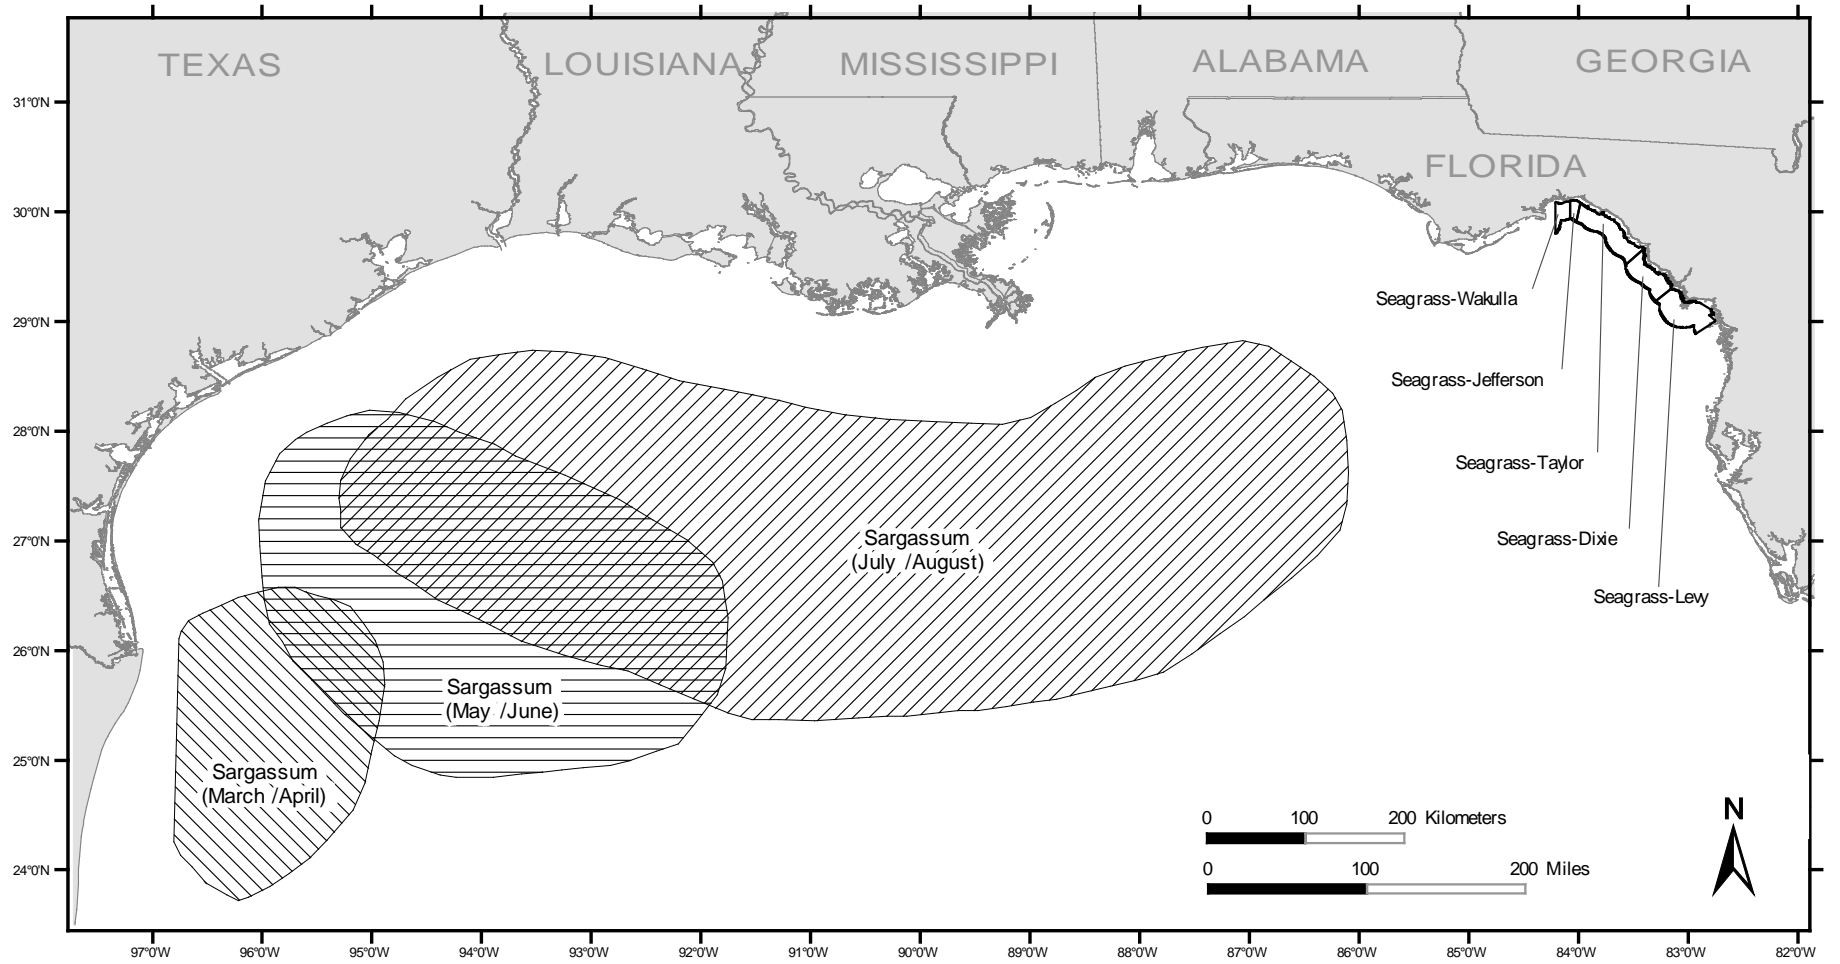 TEXAS
LOUISIANA
MISSISSIPPI
ALABAMA
GEORGIA
FLORIDA
31°0'N
30°0'N
29°0'N
28°0'N
27°0'N
26°0'N
25°0'N
24°0'N
Seagrass-Wakulla
Seagrass-Jefferson
Seagrass-Taylor
Seagrass-Dixie
Seagrass-Levy
Sargassum
(July /August)
Sargassum
(May /June)
Sargassum
(March /April)
0 100 200 Kilometers
0 100 200 Miles
N
97°0'W 96°0'W 95°0'W 94°0'W 93°0'W 92°0'W 91°0'W 90°0'W 89°0'W 88°0'W 87°0'W 86°0'W 85°0'W 84°0'W 83°0'W 82°0'W